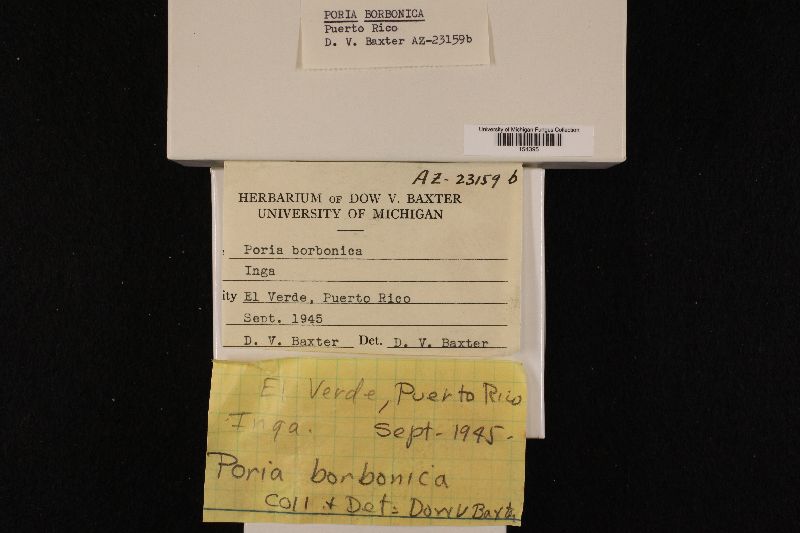 PORIA BORBONICA
Puerto Rico
D. V. Baxter AZ-23159b
University of Michigan Fungus Collection
154395
AZ-23159 b
HERBARIUM OF DOW V. BAXTER
UNIVERSITY OF MICHIGAN
Poria borbonica
Inga
ity El Verde, Puerto Rico
Sept. 1945
D. V. Baxter Det. D. V. Baxter
El Verde, Puerto Rico
Inga. Sept-1945-
Poria borbonica
Coll + Det = Dow V Baxter